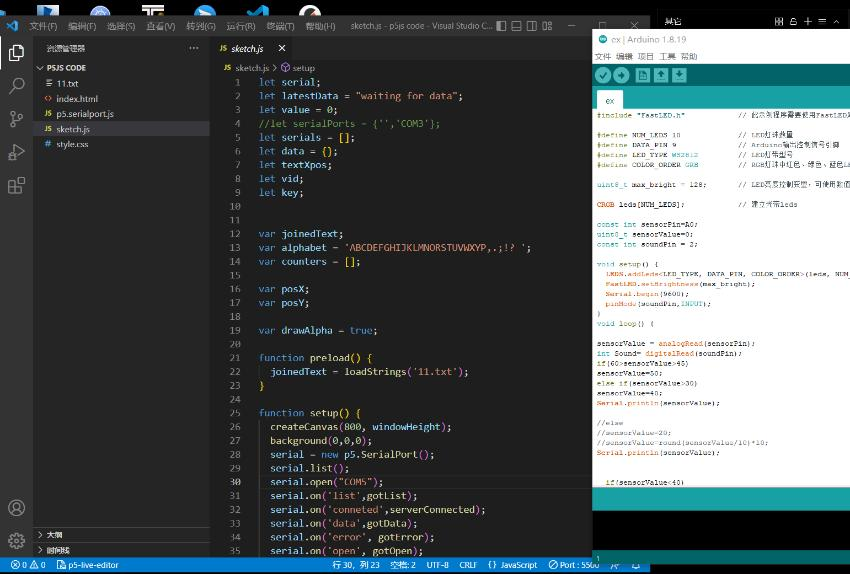 文件(F) 编辑(E) 选择(S) 查看(V) 转到(G) 运行(R) 终端(T) 帮助(H) sketch.js - p5js code - Visual Studio C...
资源管理器 ...
P5JS CODE
11.txt
index.html
JS p5.serialport.js
JS sketch.js
# style.css
大纲
时间线
JS sketch.js ×
JS sketch.js > setup
1 let serial;
2 let latestData = "waiting for data";
3 let value = 0;
4 //let serialPorts = {'','COM3'};
5 let serials = [];
6 let data = {};
7 let textXpos;
8 let vid;
9 let key;
10
11
12 var joinedText;
13 var alphabet = 'ABCDEFGHIJKLMNORSTUVWXYP,.;!? ';
14 var counters = [];
15
16 var posX;
17 var posY;
18
19 var drawAlpha = true;
20
21 function preload() {
22 joinedText = loadStrings('11.txt');
23 }
24
25 function setup() {
26 createCanvas(800, windowHeight);
27 background(0,0,0);
28 serial = new p5.SerialPort();
29 serial.list();
30 serial.open("COM5");
31 serial.on('list',gotList);
32 serial.on('conneted',serverConnected);
33 serial.on('data',gotData);
34 serial.on('error', gotError);
35 serial.on('open', gotOpen);
0 0 p5-live-editor 行 30, 列 23 空格: 2 UTF-8 CRLF {} JavaScript Port : 5500
其它
ex | Arduino 1.8.19
文件 编辑 项目 工具 帮助
ex
#include "FastLED.h" // 此示例程序需要使用FastLED
#define NUM_LEDS 10 // LED灯珠数量
#define DATA_PIN 9 // Arduino输出控制信号引脚
#define LED_TYPE WS2812 // LED灯带型号
#define COLOR_ORDER GRB // RGB灯珠中红色、绿色、蓝色LE
uint8_t max_bright = 128; // LED亮度控制变量，可使用数值
CRGB leds[NUM_LEDS]; // 建立光带leds
const int sensorPin=A0;
uint8_t sensorValue=0;
const int soundPin = 2;
void setup() {
LEDS.addLeds<LED_TYPE, DATA_PIN, COLOR_ORDER>(leds, NUM_
FastLED.setBrightness(max_bright);
Serial.begin(9600);
pinMode(soundPin,INPUT);
}
void loop() {
sensorValue = analogRead(sensorPin);
int Sound= digitalRead(soundPin);
if(60>sensorValue>45)
sensorValue=50;
else if(sensorValue>30)
sensorValue=40;
Serial.println(sensorValue);
//else
//sensorValue=20;
//sensorValue=round(sensorValue/10)*10;
Serial.println(sensorValue);
if(sensorValue<40)
1